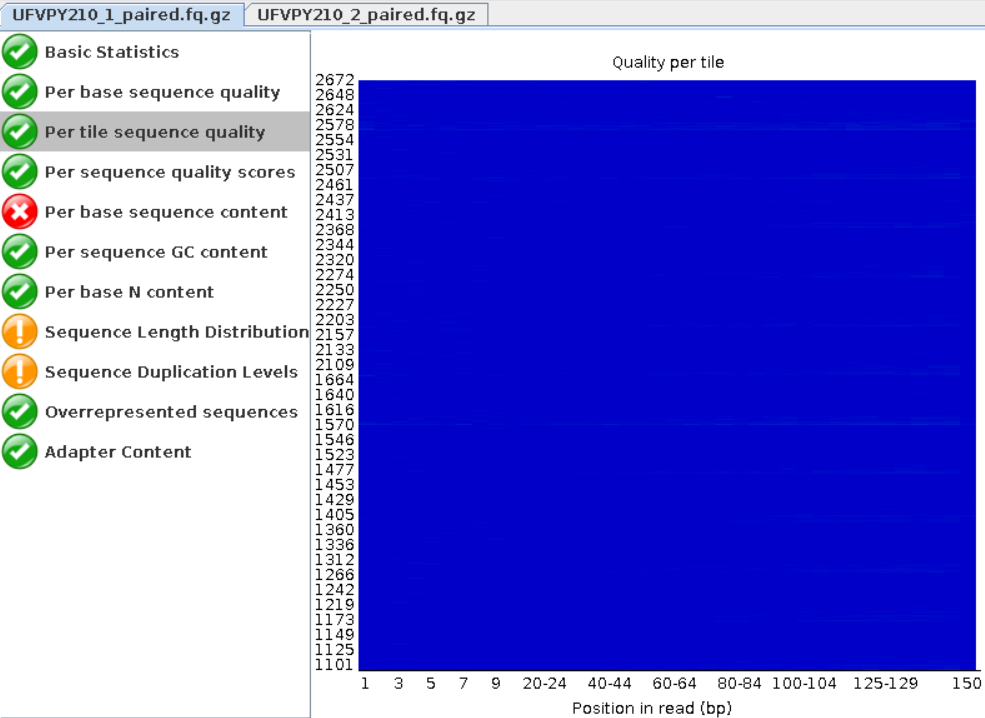 UFVPY210_1_paired.fq.gz UFVPY210_2_paired.fq.gz
Basic Statistics
Per base sequence quality
Per tile sequence quality
Per sequence quality scores
Per base sequence content
Per sequence GC content
Per base N content
Sequence Length Distribution
Sequence Duplication Levels
Overrepresented sequences
Adapter Content
Quality per tile
2672
2648
2624
2578
2554
2531
2507
2461
2437
2413
2368
2344
2320
2274
2250
2227
2203
2157
2133
2109
1664
1640
1616
1570
1546
1523
1477
1453
1429
1405
1360
1336
1312
1266
1242
1219
1173
1149
1125
1101
1 3 5 7 9 20-24 40-44 60-64 80-84 100-104 125-129 150
Position in read (bp)